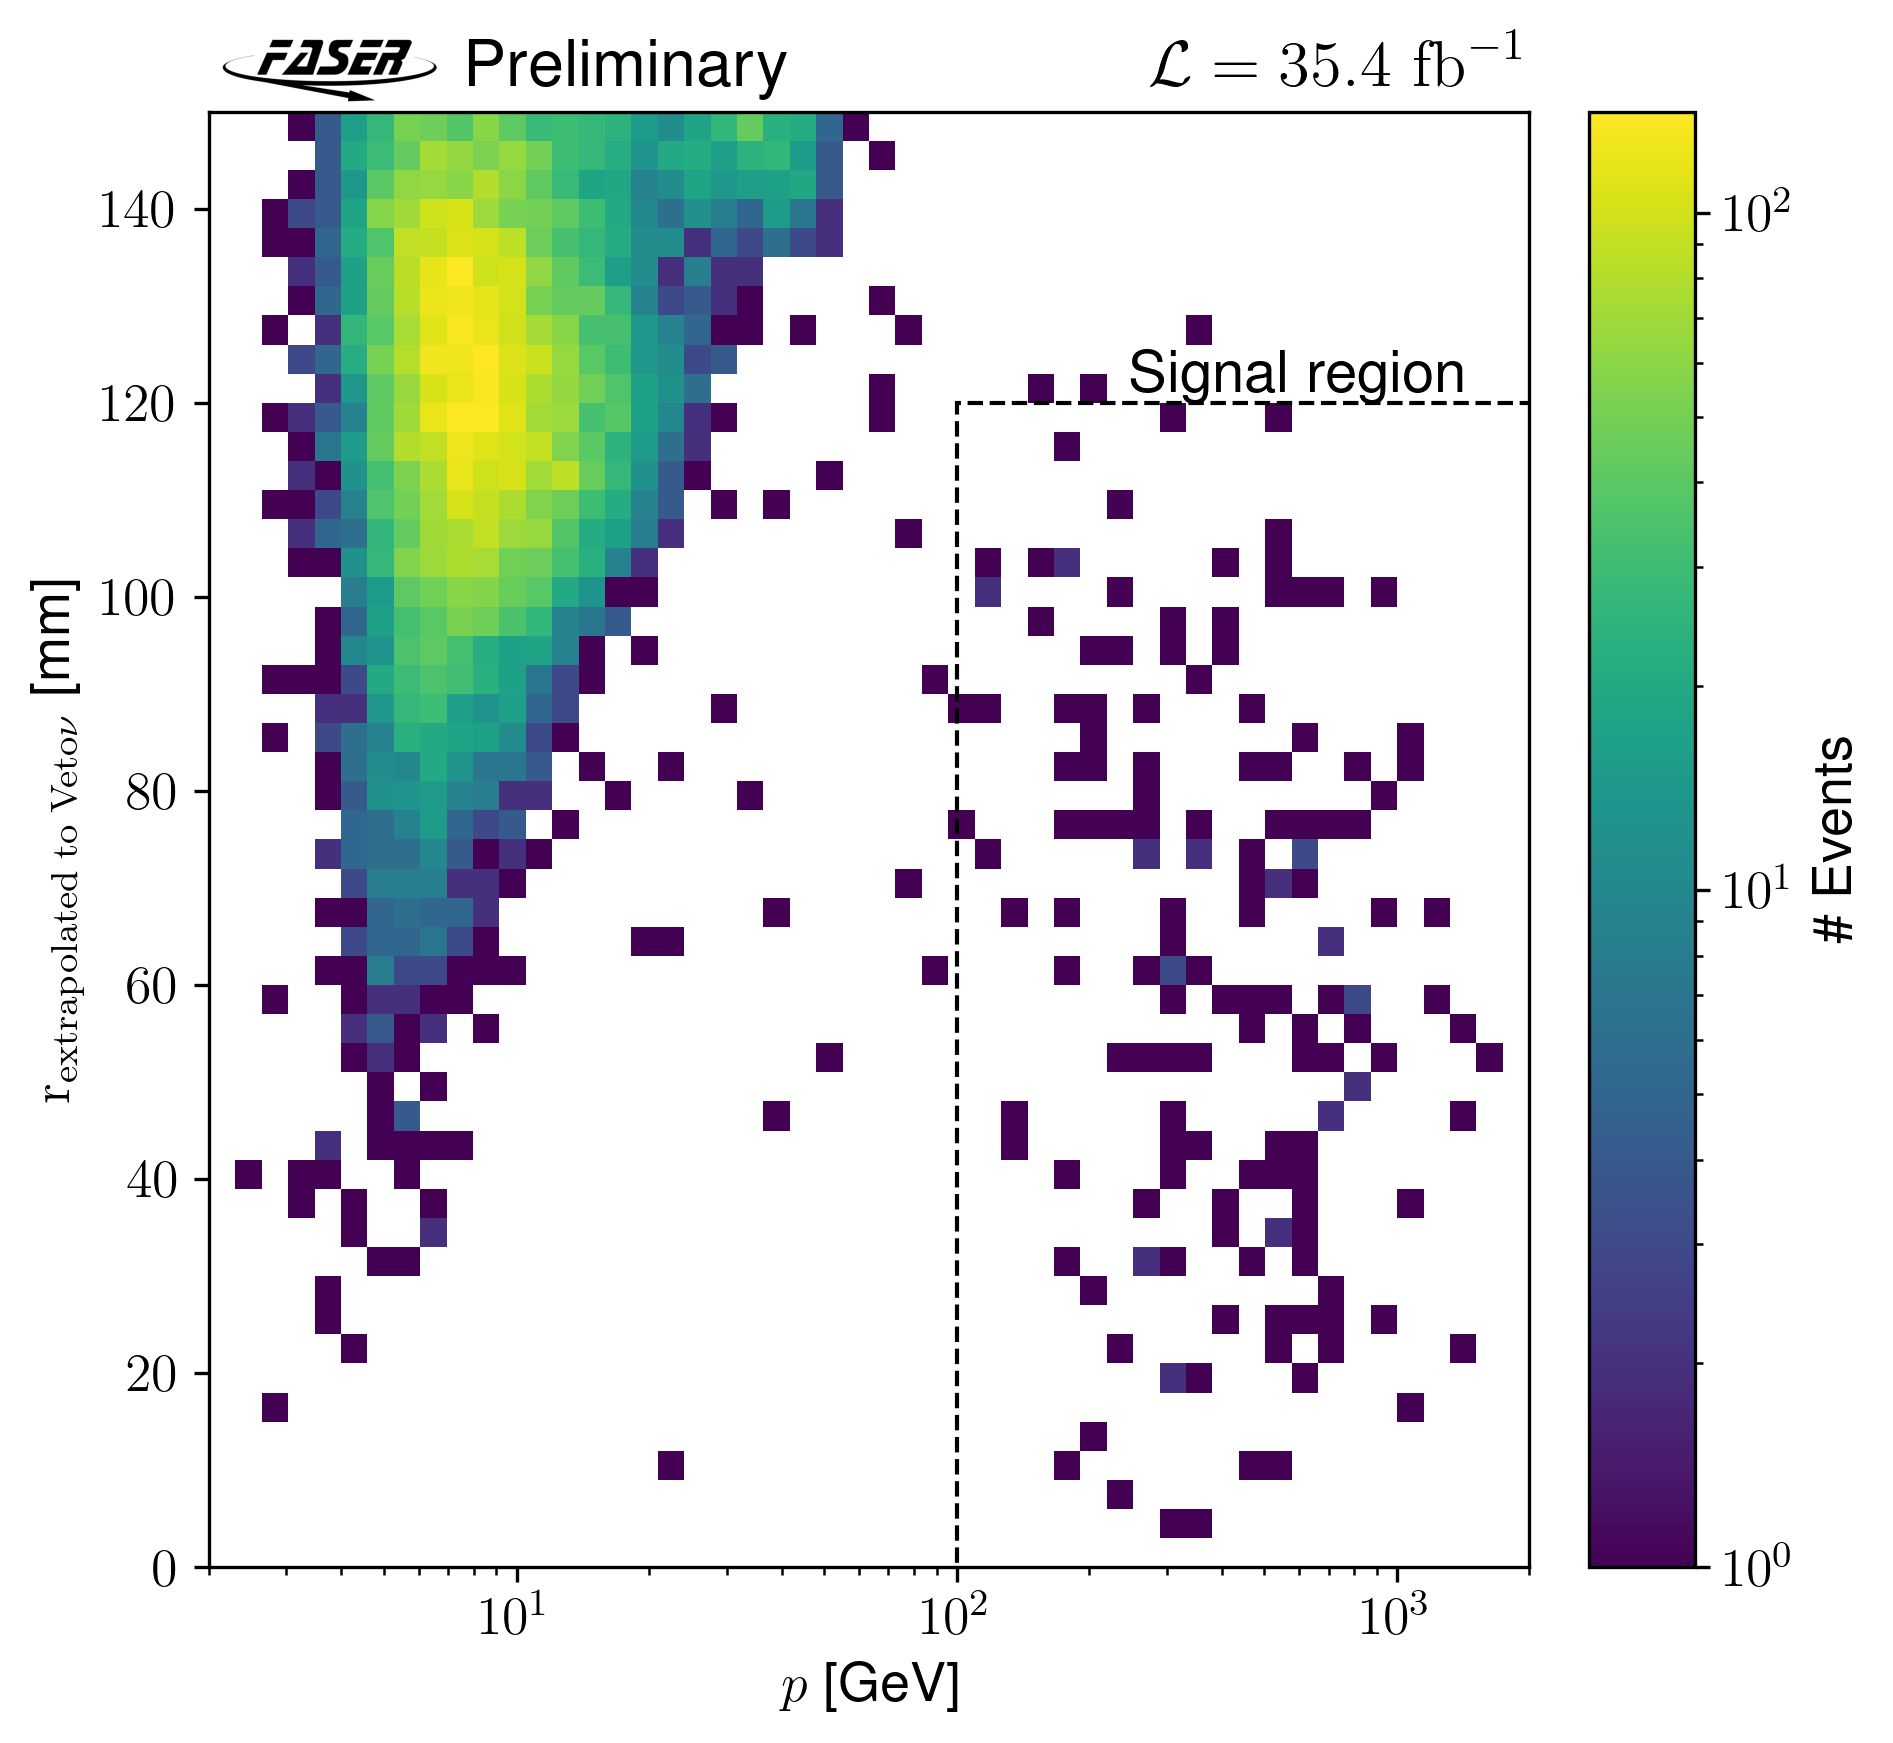 FASER Preliminary
ℒ = 35.4 fb⁻¹
Signal region
r_extrapolated to Vetoν [mm]
140
120
100
80
60
40
20
0
10¹
10²
10³
p [GeV]
10²
10¹
10⁰
# Events